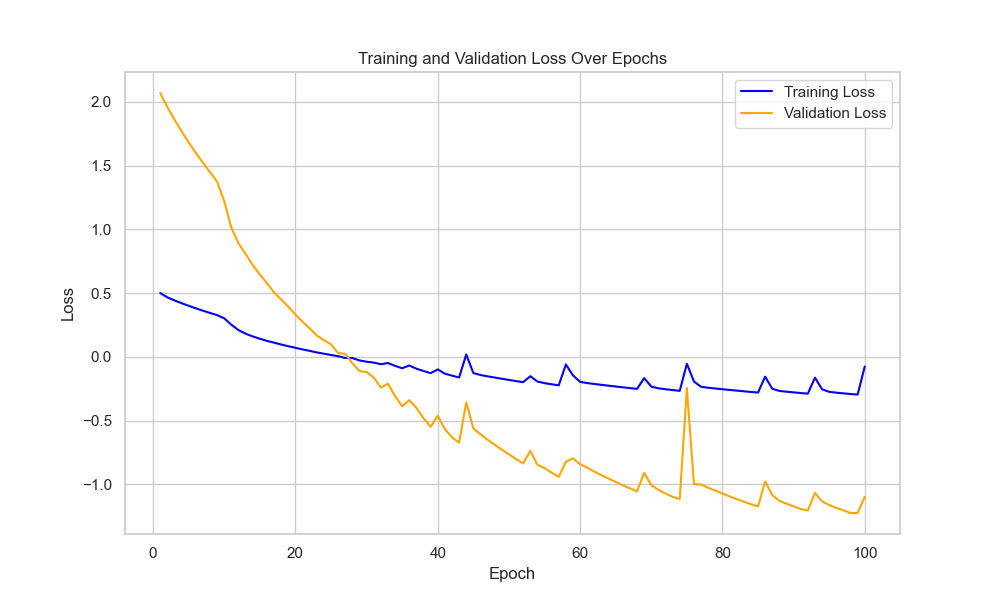 Training and Validation Loss Over Epochs
Training Loss
Validation Loss
2.0
1.5
1.0
0.5
0.0
−0.5
−1.0
Loss
0 20 40 60 80 100
Epoch